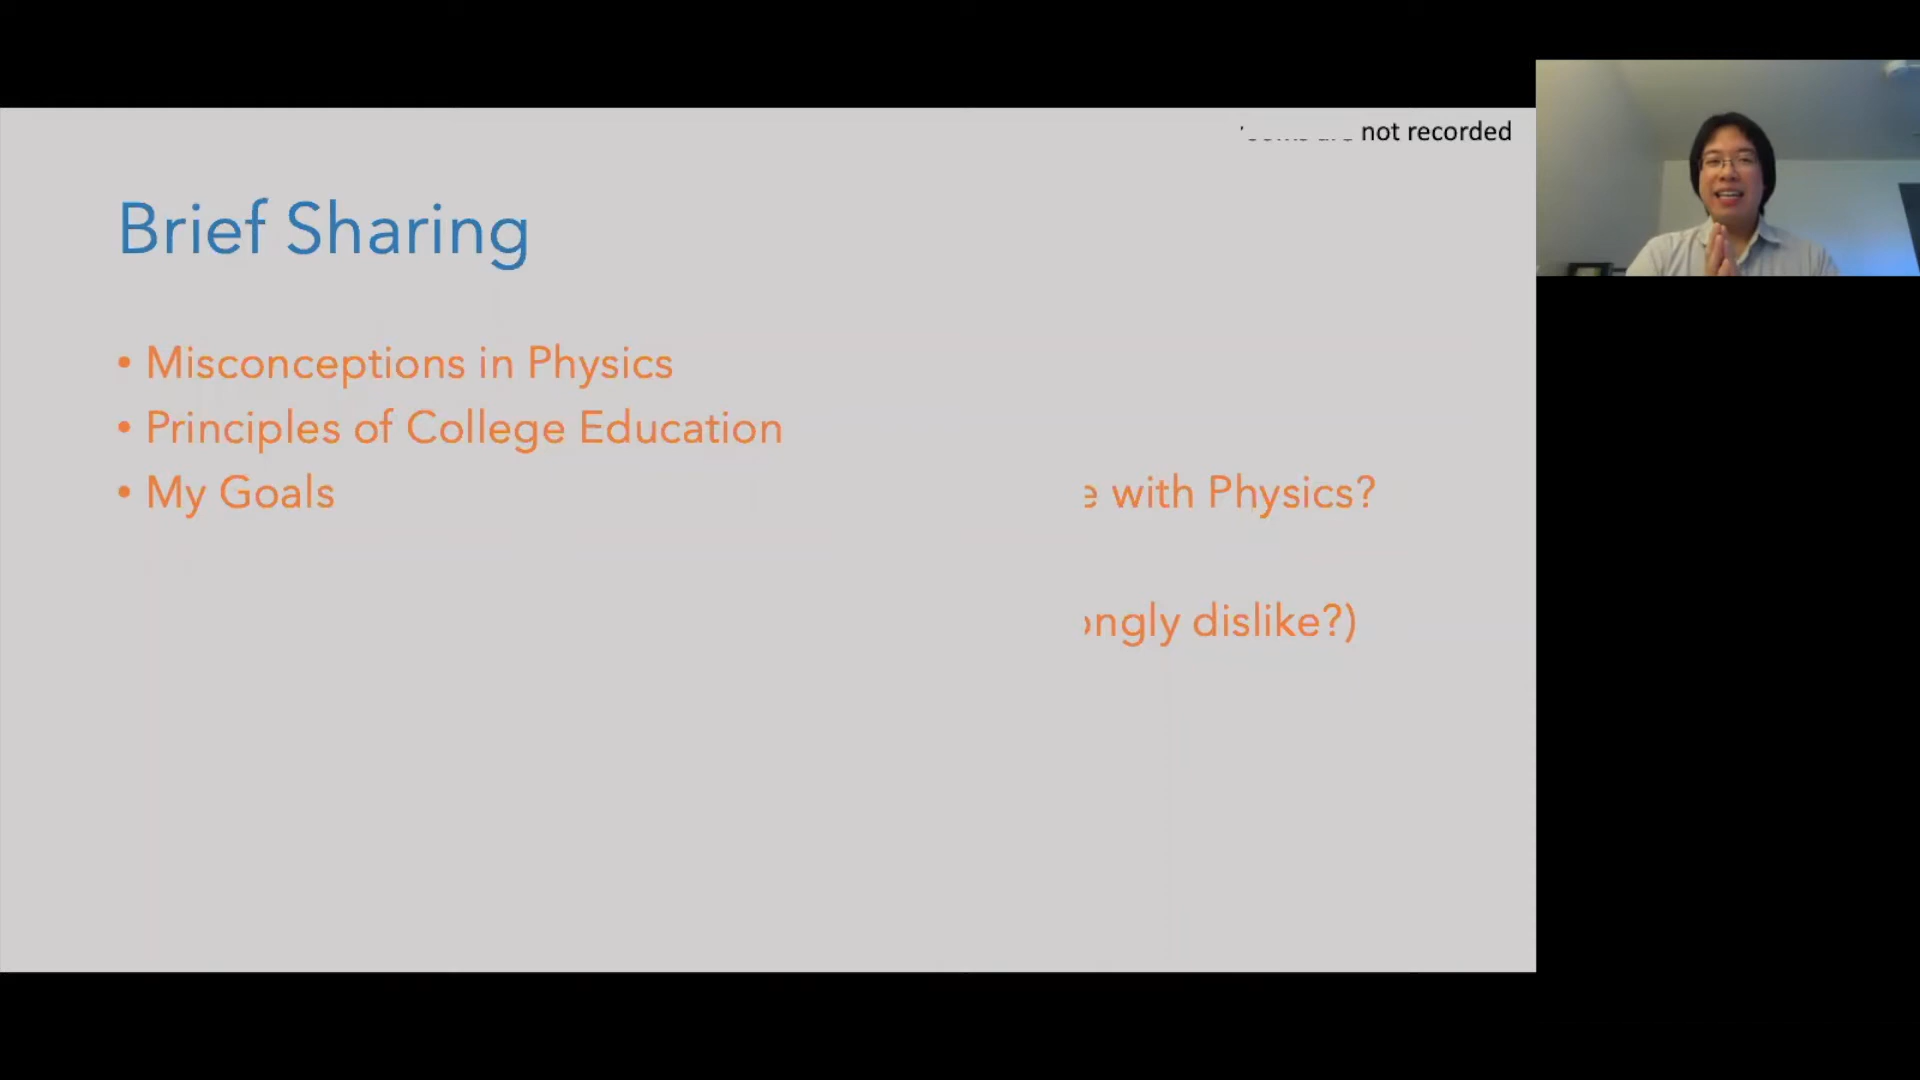 not recorded
Brief Sharing
• Misconceptions in Physics
• Principles of College Education
• My Goals
with Physics?
dislike?)